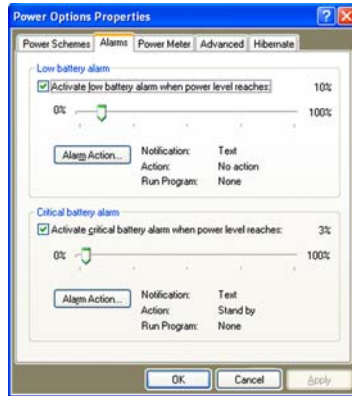 Power Options Properties
Power Schemes Alarms Power Meter Advanced Hibernate
Low battery alarm
Activate low battery alarm when power level reaches: 10%
0% 100%
Alarm Action... Notification: Text
Action: No action
Run Program: None
Critical battery alarm
Activate critical battery alarm when power level reaches: 3%
0% 100%
Alarm Action... Notification: Text
Action: Stand by
Run Program: None
OK Cancel Apply